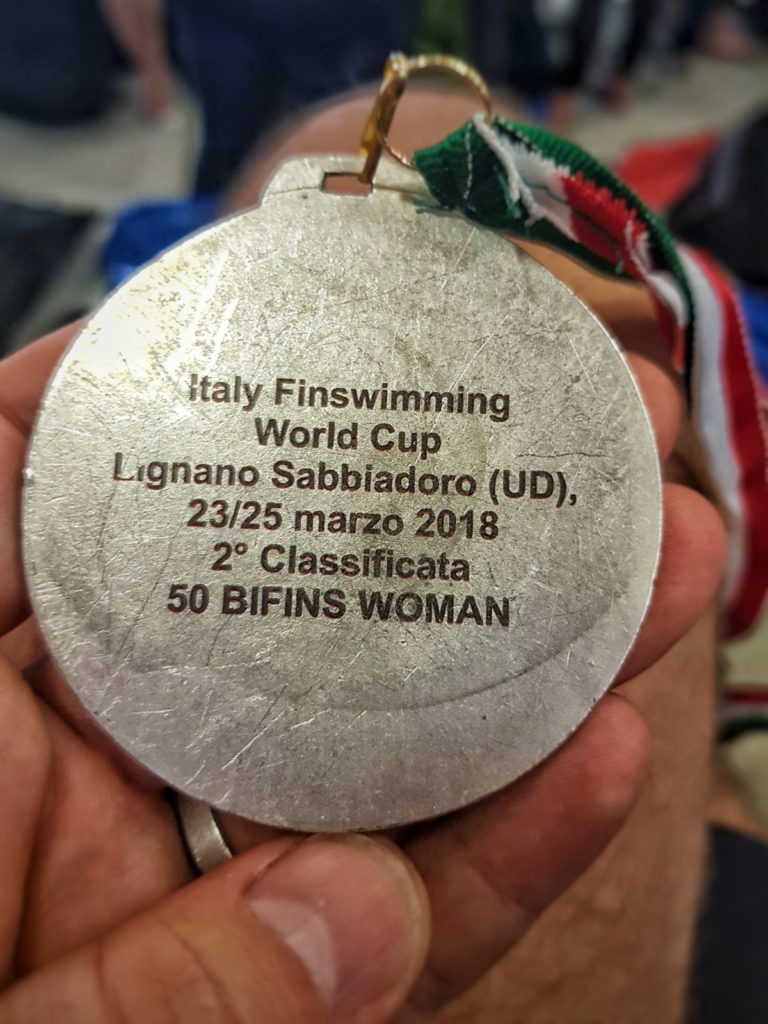 Italy Finswimming
World Cup
Lignano Sabbiadoro (UD),
23/25 marzo 2018
2° Classificata
50 BIFINS WOMAN